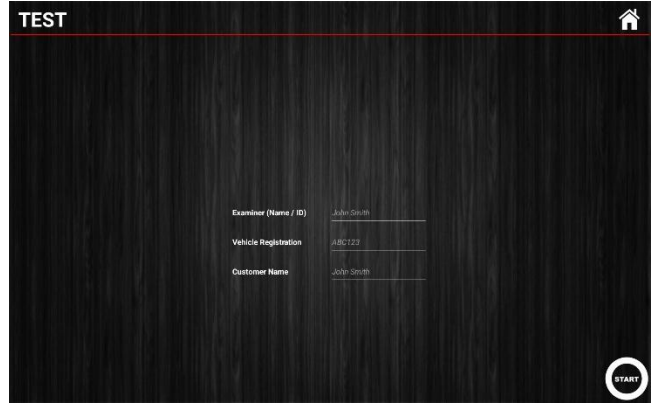 TEST
Examiner (Name / ID) John Smith
Vehicle Registration ABC123
Customer Name John Smith
START